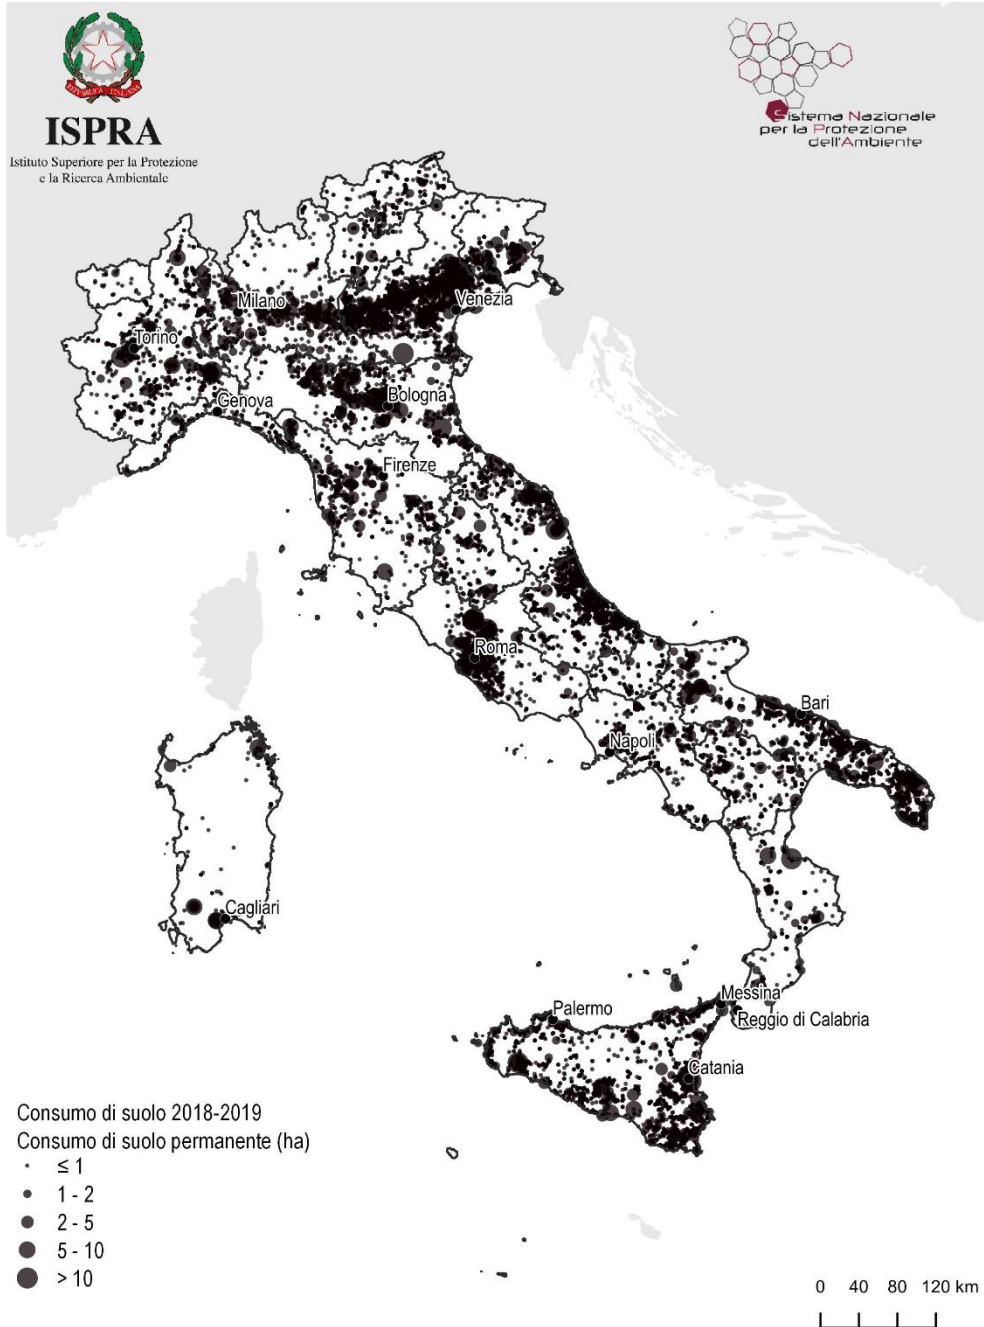 REPVBBLICA ITALIANA
ISPRA
Istituto Superiore per la Protezione
e la Ricerca Ambientale
Sistema Nazionale
per la Protezione
dell'Ambiente
Milano
Venezia
Torino
Genova
Bologna
Firenze
Roma
Bari
Napoli
Cagliari
Messina
Palermo
Reggio di Calabria
Catania
Consumo di suolo 2018-2019
Consumo di suolo permanente (ha)
≤ 1
1 - 2
2 - 5
5 - 10
> 10
0 40 80 120 km